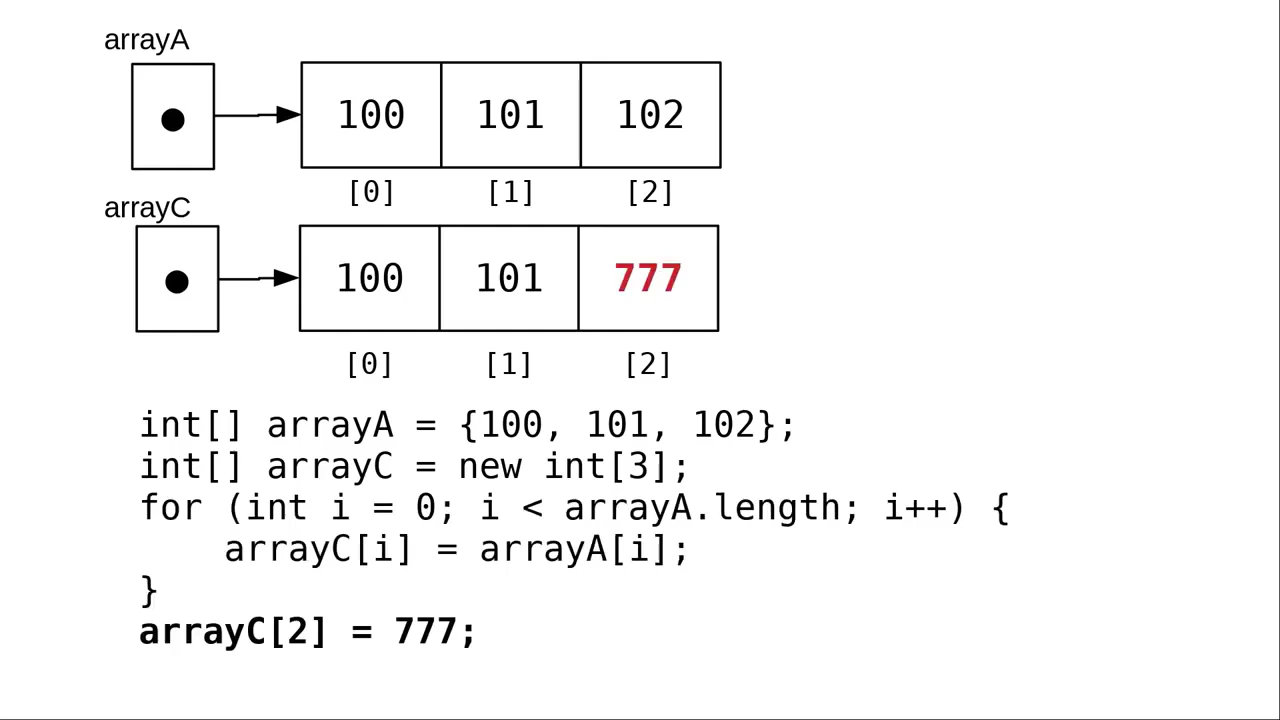 arrayA
100 101 102
[0] [1] [2]
arrayC
100 101 777
[0] [1] [2]
int[] arrayA = {100, 101, 102};
int[] arrayC = new int[3];
for (int i = 0; i < arrayA.length; i++) {
    arrayC[i] = arrayA[i];
}
arrayC[2] = 777;